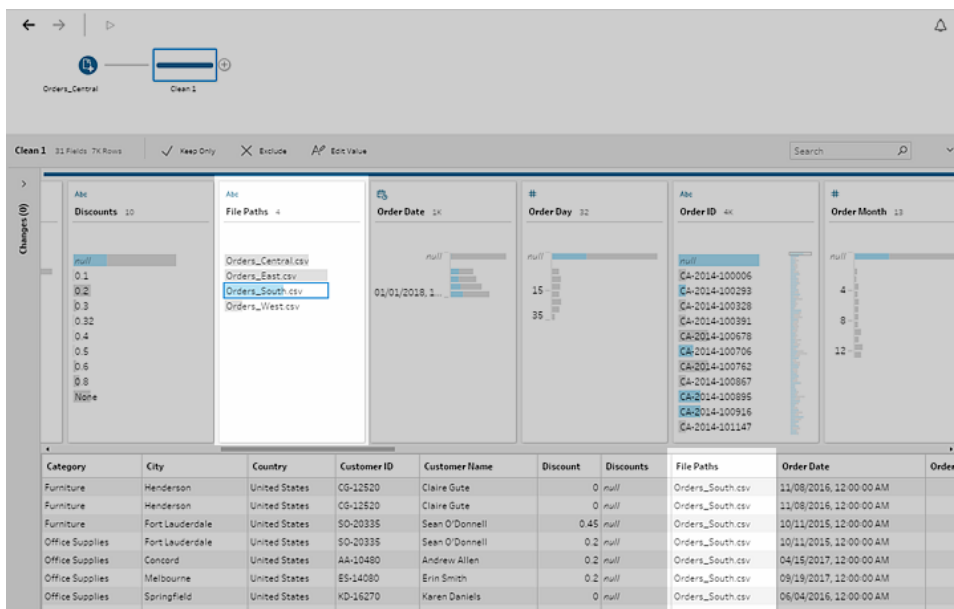 Orders_Central
Clean 1
Clean 1 31 Fields 7K Rows Keep Only Exclude Edit Value Search
Changes (0)
Abc
Discounts 10
null
0.1
0.2
0.3
0.32
0.4
0.5
0.6
0.8
None
Abc
File Paths 4
Orders_Central.csv
Orders_East.csv
Orders_South.csv
Orders_West.csv
Order Date 1K
null
01/01/2018, 1...
#
Order Day 32
null
15
35
Abc
Order ID 4K
null
CA-2014-100006
CA-2014-100293
CA-2014-100328
CA-2014-100391
CA-2014-100678
CA-2014-100706
CA-2014-100762
CA-2014-100867
CA-2014-100895
CA-2014-100916
CA-2014-101147
#
Order Month 13
null
4
8
12
Category City Country Customer ID Customer Name Discount Discounts File Paths Order Date Order
Furniture Henderson United States CG-12520 Claire Gute 0 null Orders_South.csv 11/08/2016, 12:00:00 AM
Furniture Henderson United States CG-12520 Claire Gute 0 null Orders_South.csv 11/08/2016, 12:00:00 AM
Furniture Fort Lauderdale United States SO-20335 Sean O'Donnell 0.45 null Orders_South.csv 10/11/2015, 12:00:00 AM
Office Supplies Fort Lauderdale United States SO-20335 Sean O'Donnell 0.2 null Orders_South.csv 10/11/2015, 12:00:00 AM
Office Supplies Concord United States AA-10480 Andrew Allen 0.2 null Orders_South.csv 04/15/2017, 12:00:00 AM
Office Supplies Melbourne United States ES-14080 Erin Smith 0.2 null Orders_South.csv 09/19/2017, 12:00:00 AM
Office Supplies Springfield United States KD-16270 Karen Daniels 0 null Orders_South.csv 06/04/2016, 12:00:00 AM